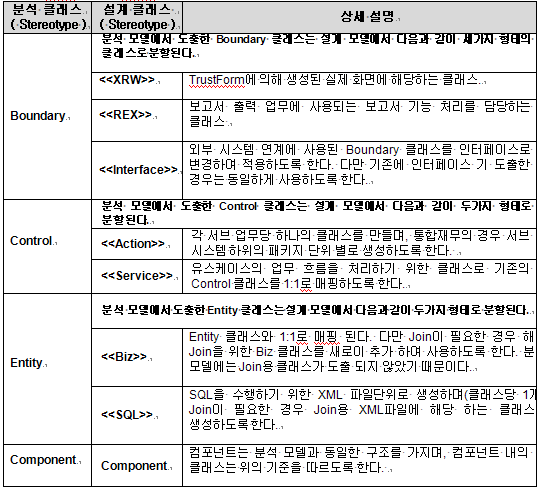 분석 클래스
( Stereotype )
설계 클래스
( Stereotype )
상세 설명
Boundary
분석 모델에서 도출한 Boundary 클래스는 설계 모델에서 다음과 같이 세가지 형태의
클래스로분할된다.
<<XRW>>
TrustForm에 의해 생성된 실제 화면에 해당하는 클래스.
<<REX>>
보고서 출력 업무에 사용되는 보고서 기능 처리를 담당하는
클래스
<<Interface>>
외부 시스템 연계에 사용된 Boundary 클래스를 인터페이스로
변경하여 적용하도록 한다. 다만 기존에 인터페이스 기 도출한
경우는 동일하게 사용하도록 한다.
Control
분석 모델에서 도출한 Control 클래스는 설계 모델에서 다음과 같이 두가지 형태로
분할된다.
<<Action>>
각 서브 업무당 하나의 클래스를 만들며, 통합재무의 경우 서브
시스템 하위의 패키지 단위 별로 생성하도록 한다.
<<Service>>
유스케이스의 업무 흐름을 처리하기 위한 클래스로 기존의
Control 클래스를 1:1로 매핑하도록 한다.
Entity
분석 모델에서 도출한 Entity 클래스는 설계 모델에서 다음과 같이 두가지 형태로 분할된다.
<<Biz>>
Entity 클래스와 1:1로 매핑 된다. 다만 Join이 필요한 경우 해
Join을 위한 Biz 클래스를 새로이 추가 하여 사용하도록 한다. 분
모델에는 Join용 클래스가 도출 되지 않았기 때문이다.
<<SQL>>
SQL을 수행하기 위한 XML 파일단위로 생성하며(클래스당 1개
Join이 필요한 경우 Join용 XML파일에 해당 하는 클래스
생성하도록 한다.
Component
Component
컴포넌트는 분석 모델과 동일한 구조를 가지며, 컴포넌트 내의
클래스는 위의 기준을 따르도록 한다.